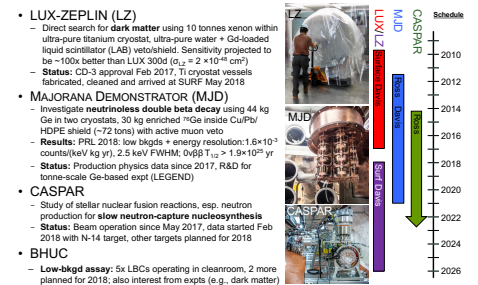 • LUX-ZEPLIN (LZ)
– Direct search for dark matter using 10 tonnes xenon within
ultra-pure titanium cryostat, ultra-pure water + Gd-loaded
liquid scintillator (LAB) veto/shield. Sensitivity projected to
be ~100x better than LUX 300d (σLZ = 2 ×10⁻⁴⁸ cm²)
– Status: CD-3 approval Feb 2017, Ti cryostat vessels
fabricated, cleaned and arrived at SURF May 2018
• MAJORANA DEMONSTRATOR (MJD)
– Investigate neutrinoless double beta decay using 44 kg
Ge in two cryostats, 30 kg enriched ⁷⁶Ge inside Cu/Pb/
HDPE shield (~72 tons) with active muon veto
– Results: PRL 2018: low bkgds + energy resolution:1.6×10⁻³
counts/(keV kg yr), 2.5 keV FWHM; 0νββ T1/2 > 1.9×10²⁵ yr
– Status: Production physics data since 2017, R&D for
tonne-scale Ge-based expt (LEGEND)
• CASPAR
– Study of stellar nuclear fusion reactions, esp. neutron
production for slow neutron-capture nucleosynthesis
– Status: Beam operation since May 2017, data started Feb
2018 with N-14 target, other targets planned for 2018
• BHUC
– Low-bkgd assay: 5x LBCs operating in cleanroom, 2 more
planned for 2018; also interest from expts (e.g., dark matter)
LZ
MJD
CASPAR
LUX/LZ
MJD
CASPAR
Surface Davis
Surf Davis
Ross Davis
Ross
Schedule
2010
2012
2014
2016
2018
2020
2022
2024
2026